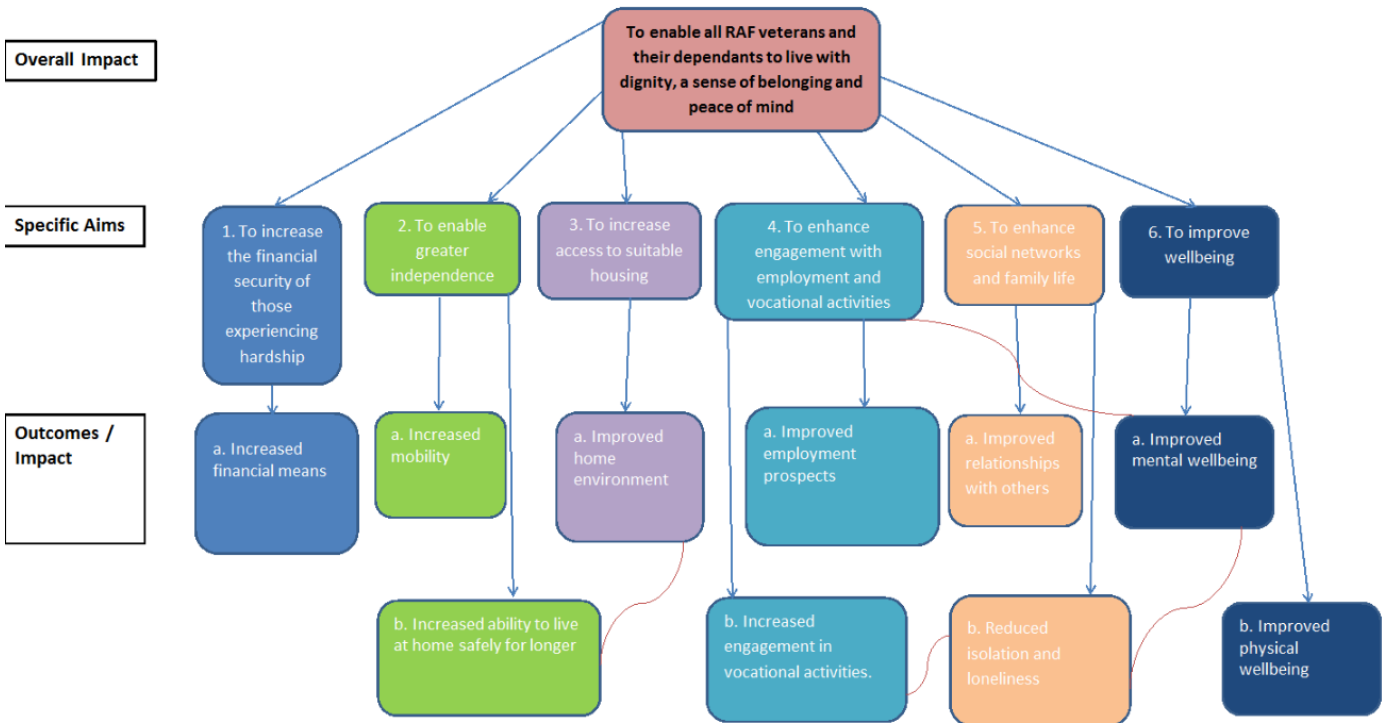 Overall Impact
To enable all RAF veterans and
their dependants to live with
dignity, a sense of belonging and
peace of mind
Specific Aims
1. To increase
the financial
security of
those
experiencing
hardship
2. To enable
greater
independence
3. To increase
access to suitable
housing
4. To enhance
engagement with
employment and
vocational activities
5. To enhance
social networks
and family life
6. To improve
wellbeing
Outcomes /
Impact
a. Increased
financial means
a. Increased
mobility
a. Improved
home
environment
a. Improved
employment
prospects
a. Improved
relationships
with others
a. Improved
mental wellbeing
b. Increased ability to live
at home safely for longer
b. Increased
engagement in
vocational activities.
b. Reduced
isolation and
loneliness
b. Improved
physical
wellbeing